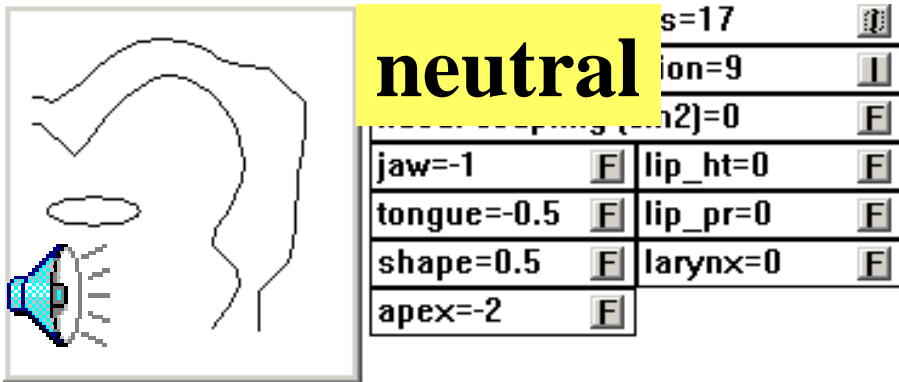 neutral
s=17
ion=9
I
n2)=0
F
jaw=-1 F lip_ht=0 F
tongue=-0.5 F lip_pr=0 F
shape=0.5 F larynx=0 F
apex=-2 F